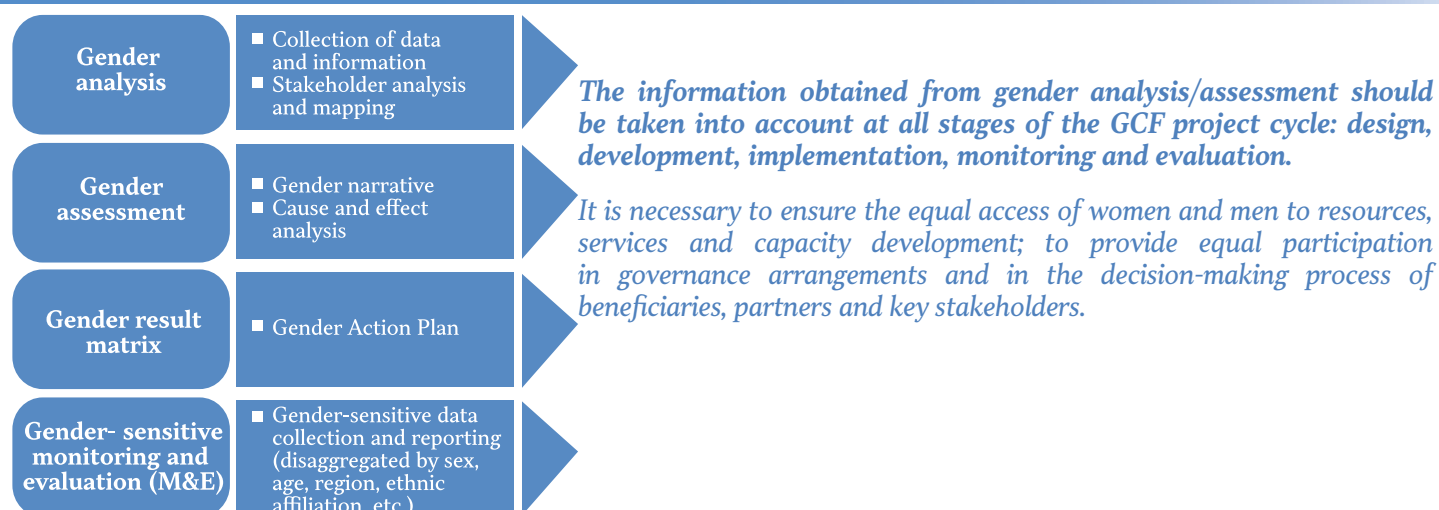 Gender
analysis
Collection of data
and information
Stakeholder analysis
and mapping
Gender
assessment
Gender narrative
Cause and effect
analysis
Gender result
matrix
Gender Action Plan
Gender- sensitive
monitoring and
evaluation (M&E)
Gender-sensitive data
collection and reporting
(disaggregated by sex,
age, region, ethnic
affiliation, etc.)
The information obtained from gender analysis/assessment should
be taken into account at all stages of the GCF project cycle: design,
development, implementation, monitoring and evaluation.
It is necessary to ensure the equal access of women and men to resources,
services and capacity development; to provide equal participation
in governance arrangements and in the decision-making process of
beneficiaries, partners and key stakeholders.